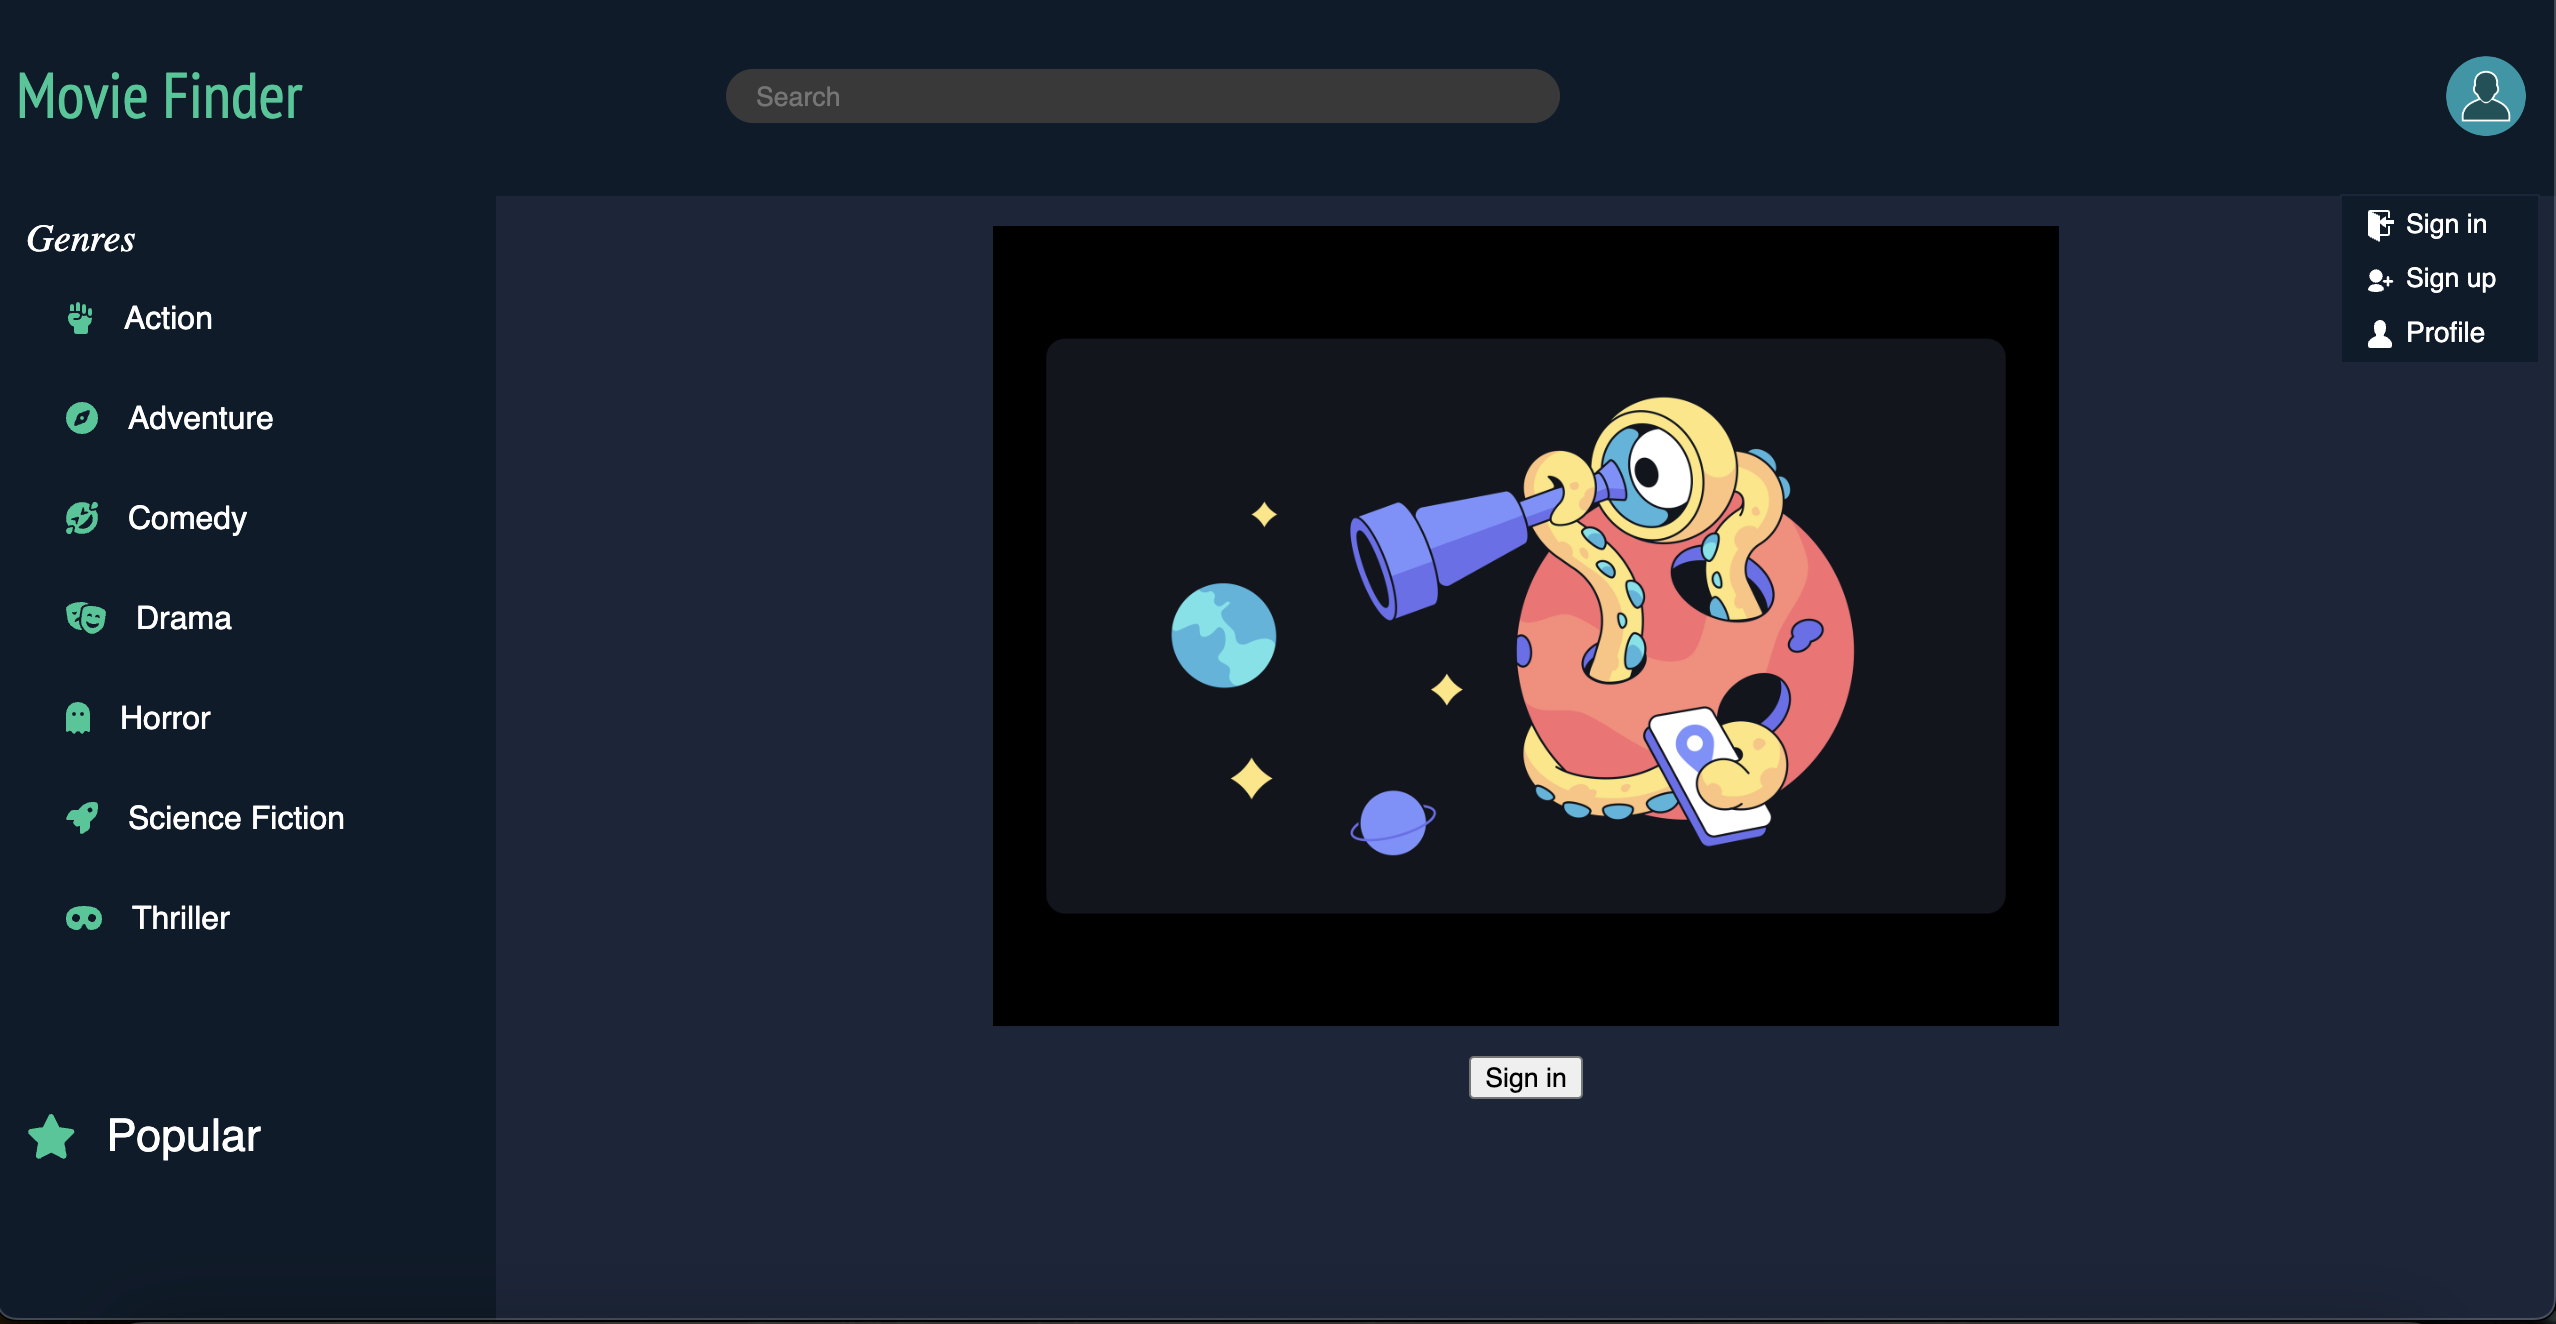 Movie Finder
Search
Sign in
Sign up
Profile
Genres
Action
Adventure
Comedy
Drama
Horror
Science Fiction
Thriller
Popular
Sign in